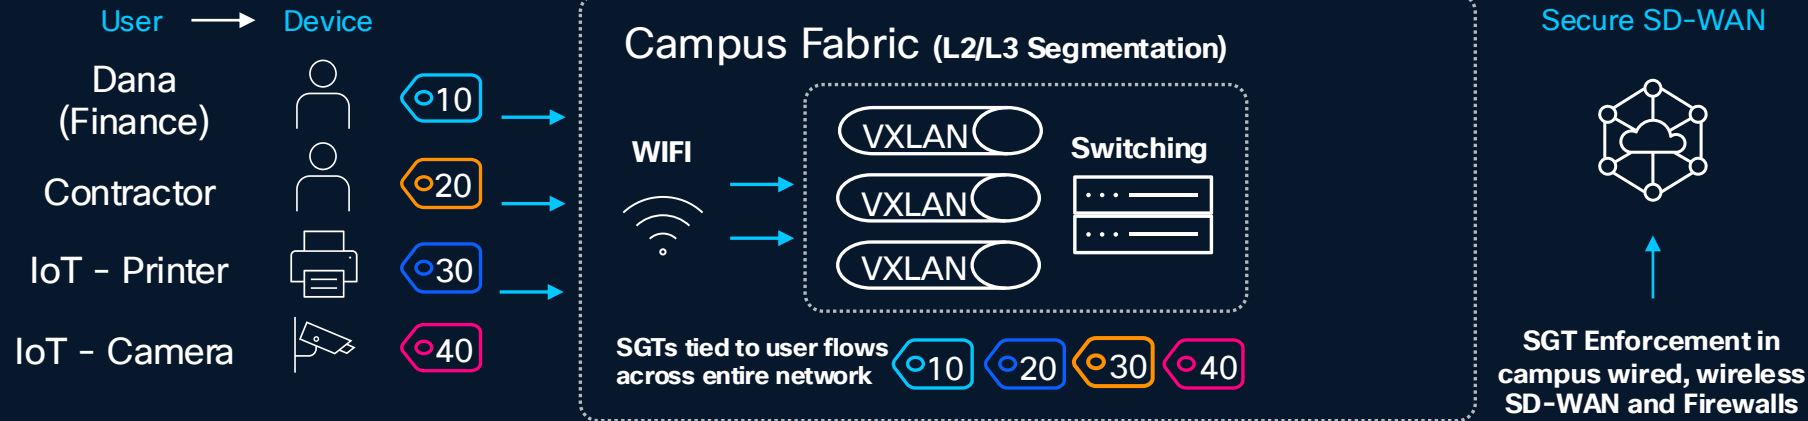 User
Device
Dana
(Finance)
10
Contractor
20
IoT - Printer
30
IoT - Camera
40
Campus Fabric (L2/L3 Segmentation)
WIFI
VXLAN
VXLAN
VXLAN
Switching
SGTs tied to user flows
across entire network
10
20
30
40
Secure SD-WAN
SGT Enforcement in
campus wired, wireless
SD-WAN and Firewalls